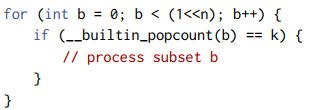 for (int b = 0; b < (1<<n); b++) {
    if (__builtin_popcount(b) == k) {
        // process subset b
    }
}